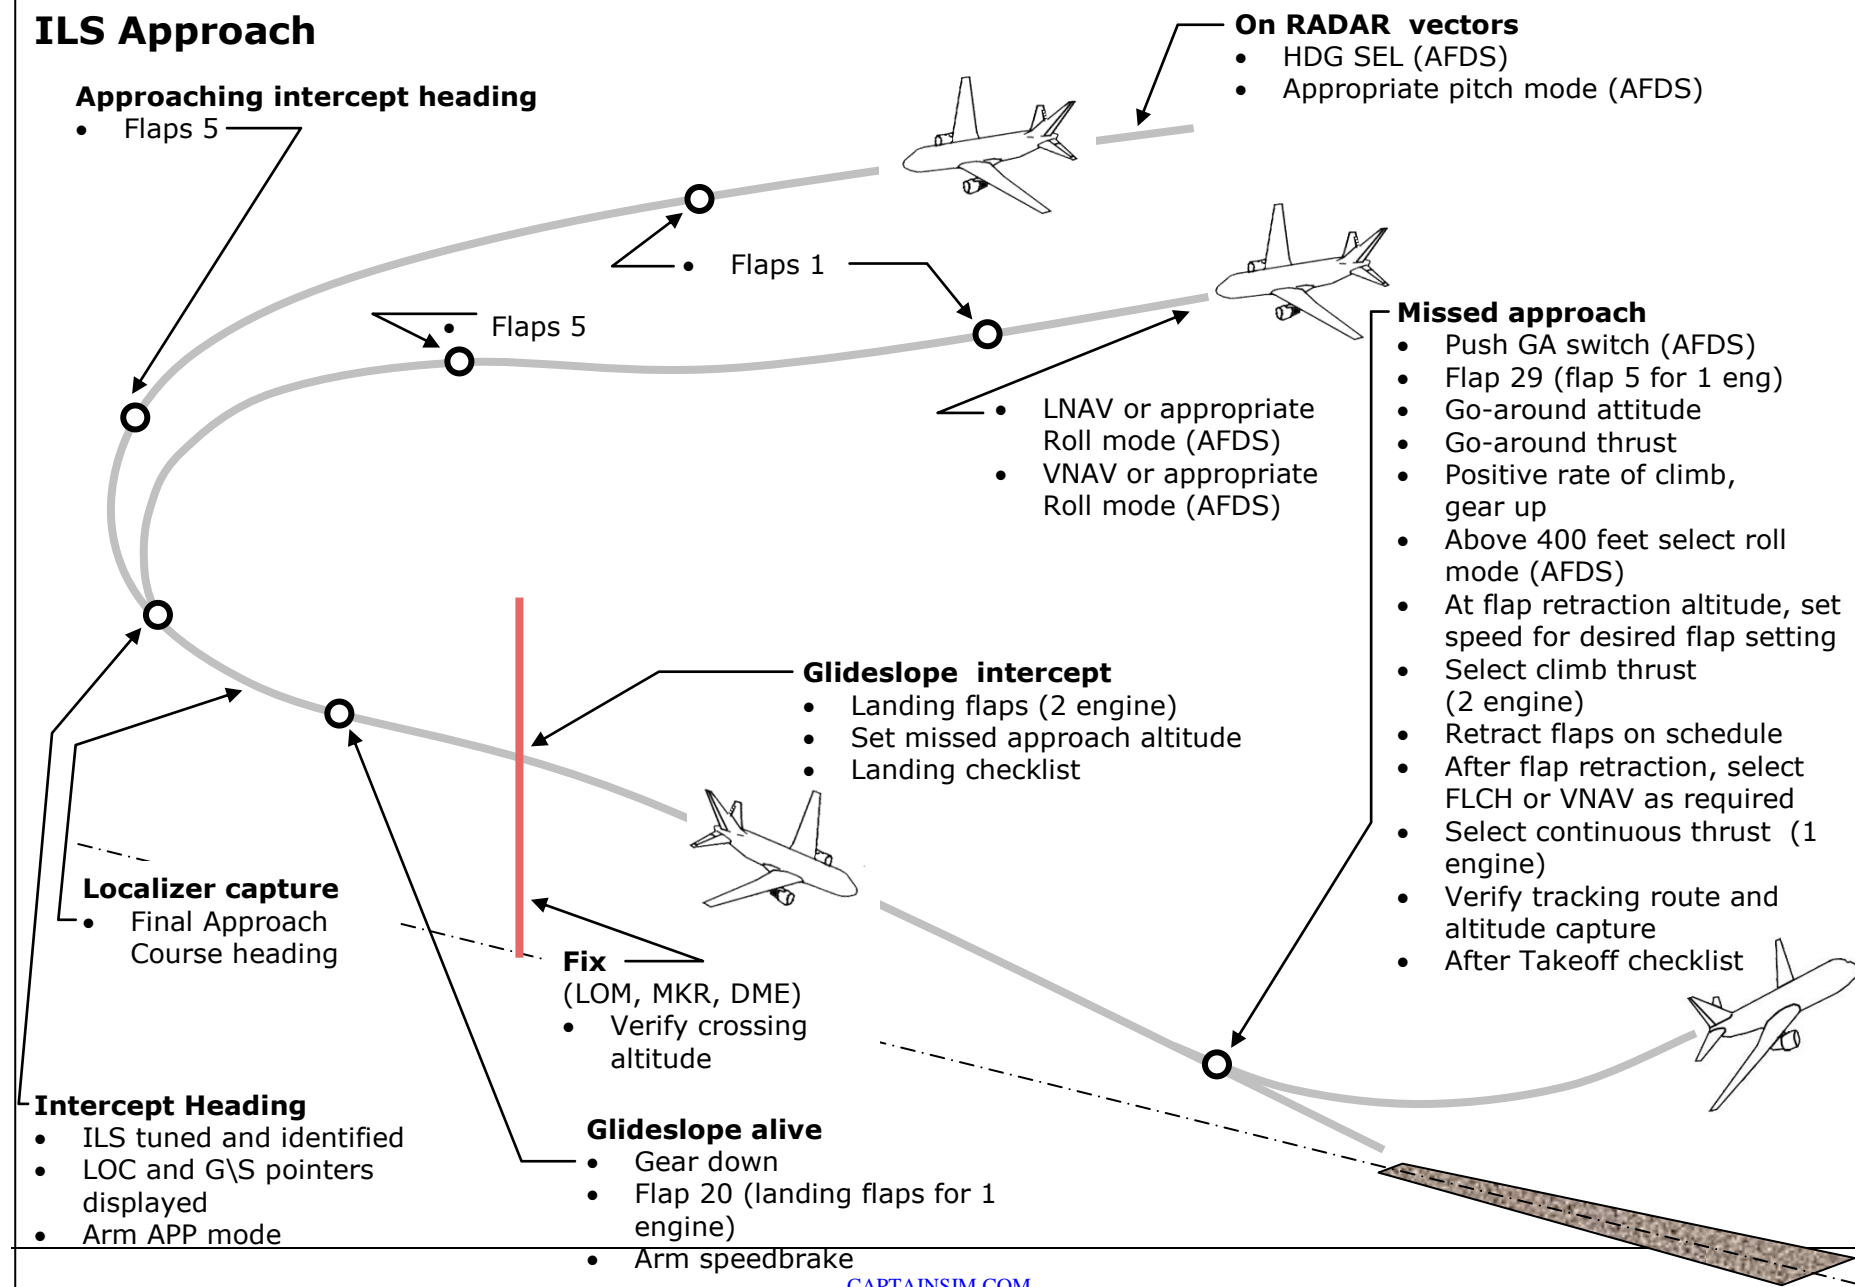 ILS Approach
On RADAR vectors
• HDG SEL (AFDS)
• Appropriate pitch mode (AFDS)
Approaching intercept heading
• Flaps 5
• Flaps 1
• Flaps 5
• LNAV or appropriate
Roll mode (AFDS)
• VNAV or appropriate
Roll mode (AFDS)
Missed approach
• Push GA switch (AFDS)
• Flap 29 (flap 5 for 1 eng)
• Go-around attitude
• Go-around thrust
• Positive rate of climb,
gear up
• Above 400 feet select roll
mode (AFDS)
• At flap retraction altitude, set
speed for desired flap setting
• Select climb thrust
(2 engine)
• Retract flaps on schedule
• After flap retraction, select
FLCH or VNAV as required
• Select continuous thrust (1
engine)
• Verify tracking route and
altitude capture
• After Takeoff checklist
Glideslope intercept
• Landing flaps (2 engine)
• Set missed approach altitude
• Landing checklist
Localizer capture
• Final Approach
Course heading
Fix
(LOM, MKR, DME)
• Verify crossing
altitude
Intercept Heading
• ILS tuned and identified
• LOC and G\S pointers
displayed
• Arm APP mode
Glideslope alive
• Gear down
• Flap 20 (landing flaps for 1
engine)
• Arm speedbrake
CAPTAINSIM.COM